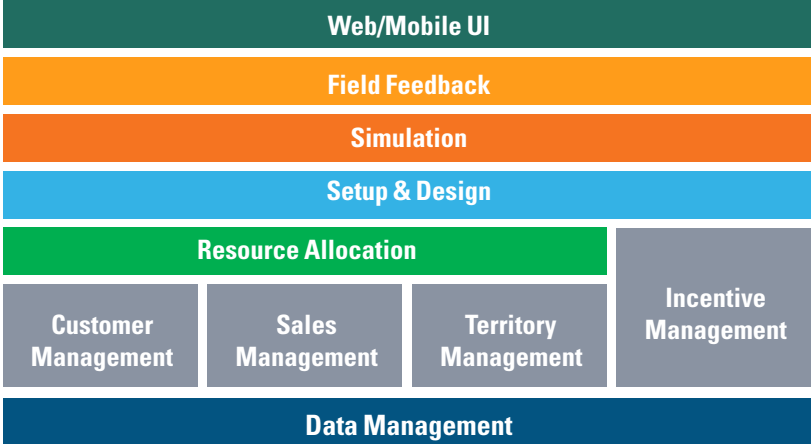 Web/Mobile UI
Field Feedback
Simulation
Setup & Design
Resource Allocation
Customer
Management
Sales
Management
Territory
Management
Incentive
Management
Data Management